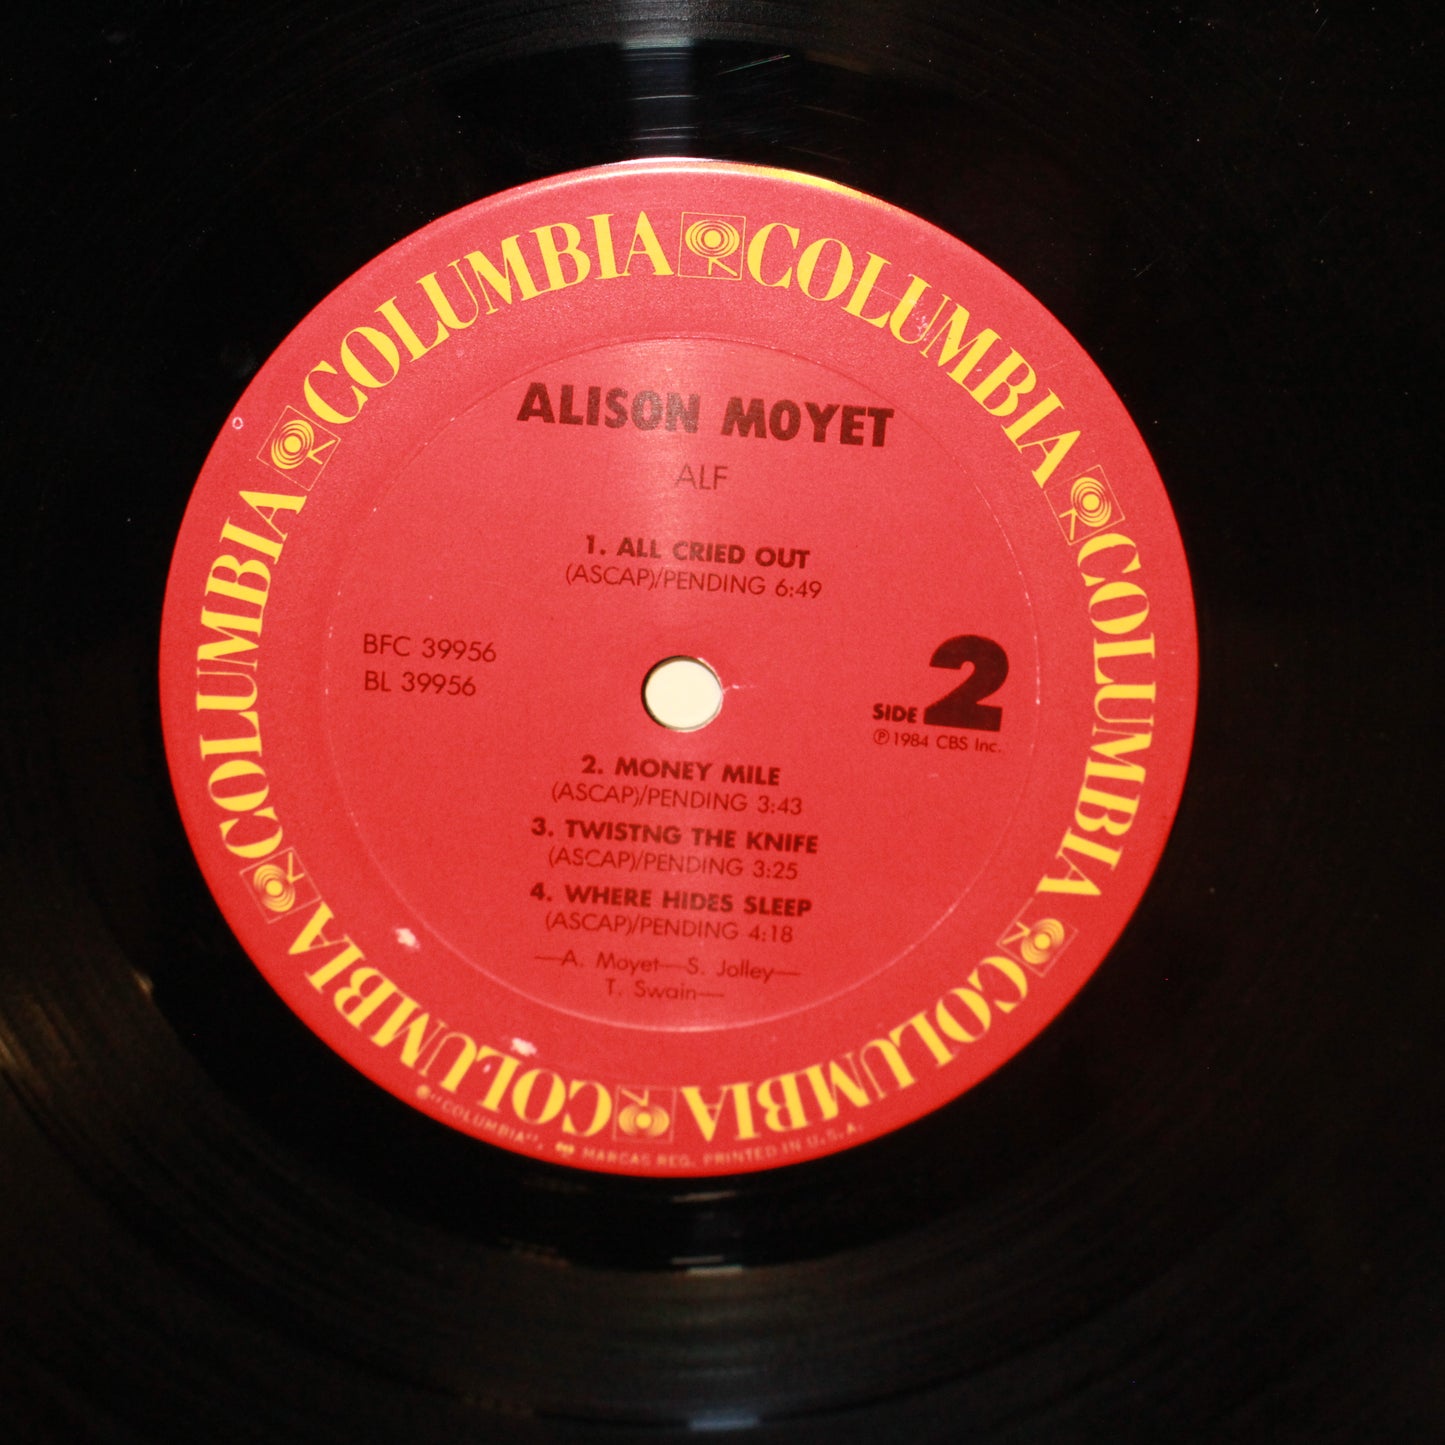 COLUMBIA COLUMBIA COLUMBIA COLUMBIA COLUMBIA COLUMBIA
ALISON MOYET
ALF
1. ALL CRIED OUT
(ASCAP)/PENDING 6:49
BFC 39956
BL 39956
SIDE 2
℗ 1984 CBS Inc.
2. MONEY MILE
(ASCAP)/PENDING 3:43
3. TWISTNG THE KNIFE
(ASCAP)/PENDING 3:25
4. WHERE HIDES SLEEP
(ASCAP)/PENDING 4:18
—A. Moyet—S. Jolley—
T. Swain—
"COLUMBIA", MARCAS REG. PRINTED IN U.S.A.